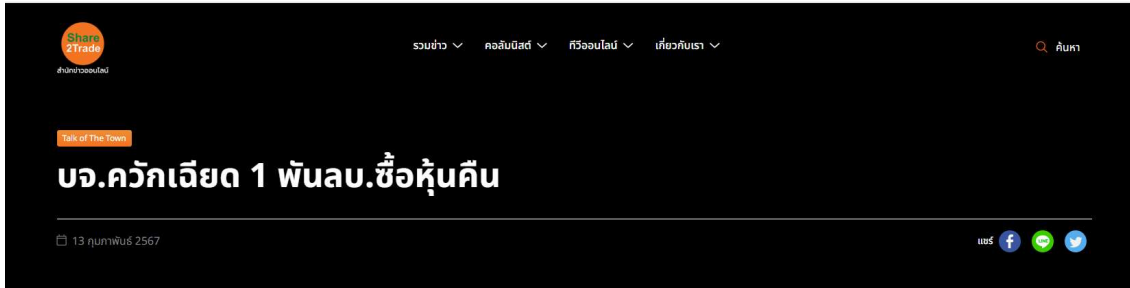 Share
2Trade
สำนักข่าวออนไลน์
รวมข่าว
คอลัมนิสต์
ทีวีออนไลน์
เกี่ยวกับเรา
ค้นหา
Talk of The Town
บจ.ควักเฉียด 1 พันลบ.ซื้อหุ้นคืน
13 กุมภาพันธ์ 2567
แชร์
LINE